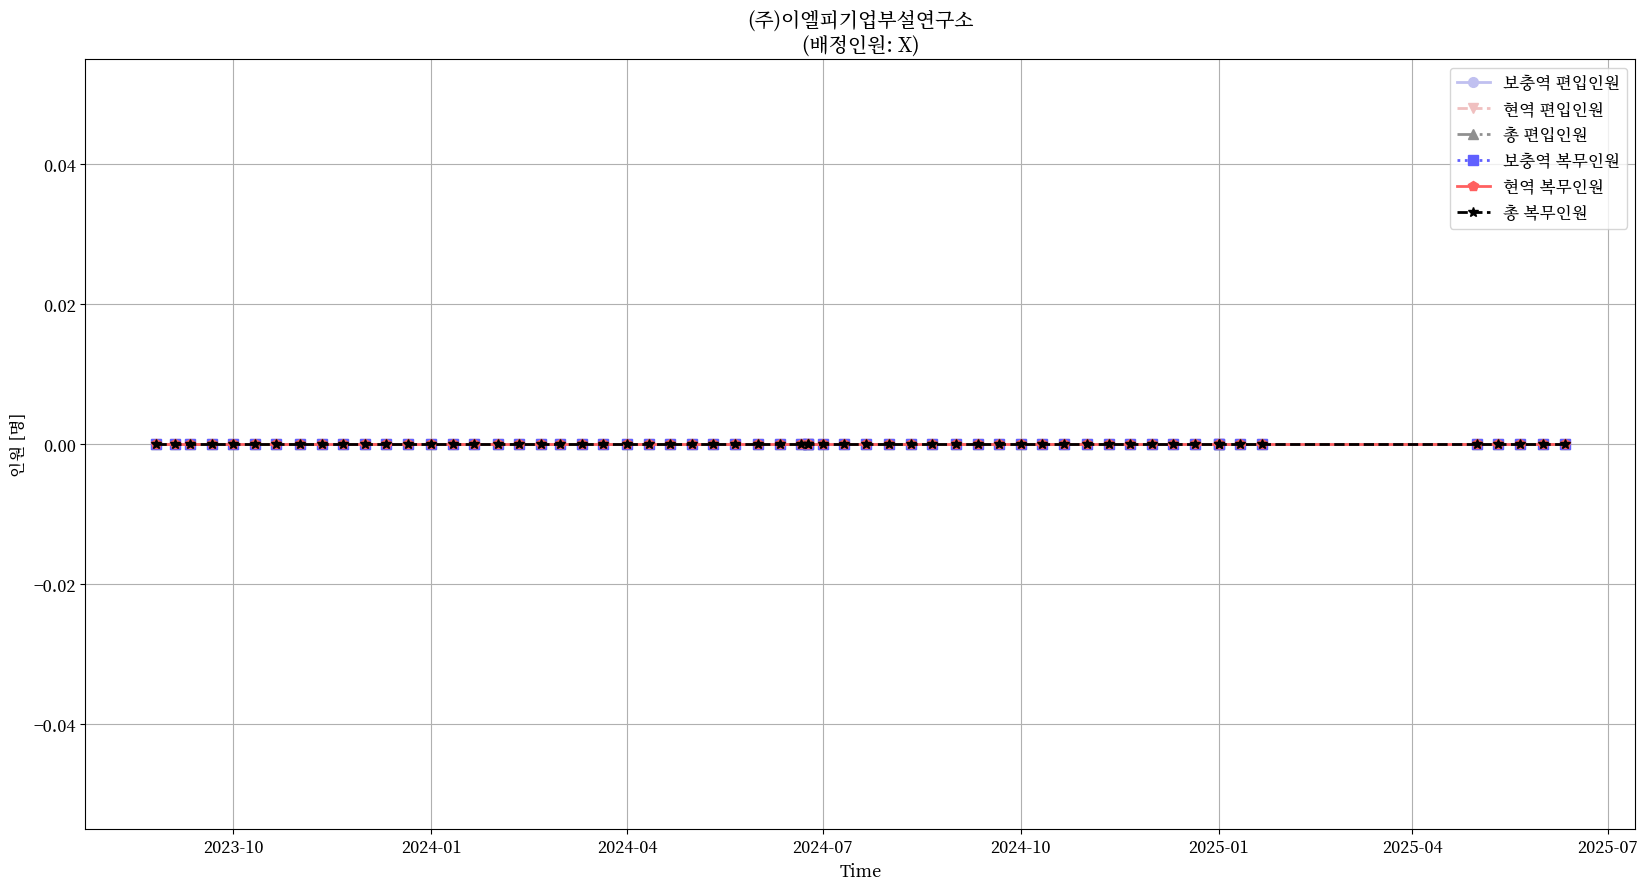 (주)이엘피기업부설연구소
(배정인원: X)
보충역 편입인원
현역 편입인원
총 편입인원
보충역 복무인원
현역 복무인원
총 복무인원
0.04
0.02
0.00
−0.02
−0.04
인원 [명]
2023-10
2024-01
2024-04
2024-07
2024-10
2025-01
2025-04
2025-07
Time